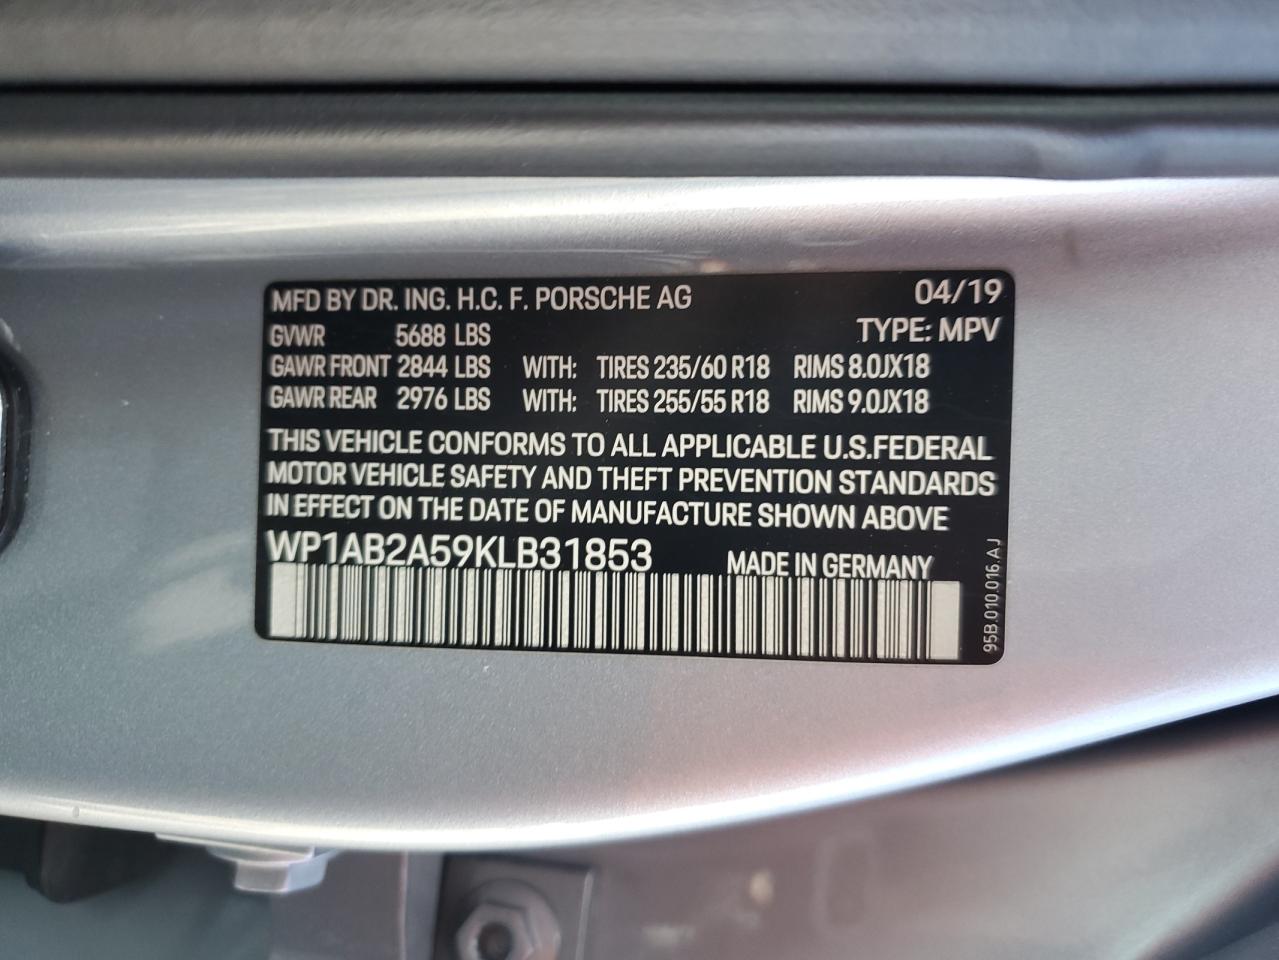 MFD BY DR. ING. H.C. F. PORSCHE AG 04/19
GVWR 5688 LBS TYPE: MPV
GAWR FRONT 2844 LBS WITH: TIRES 235/60 R18 RIMS 8.0JX18
GAWR REAR 2976 LBS WITH: TIRES 255/55 R18 RIMS 9.0JX18
THIS VEHICLE CONFORMS TO ALL APPLICABLE U.S.FEDERAL
MOTOR VEHICLE SAFETY AND THEFT PREVENTION STANDARDS
IN EFFECT ON THE DATE OF MANUFACTURE SHOWN ABOVE
WP1AB2A59KLB31853 MADE IN GERMANY
95B.010.016.AJ